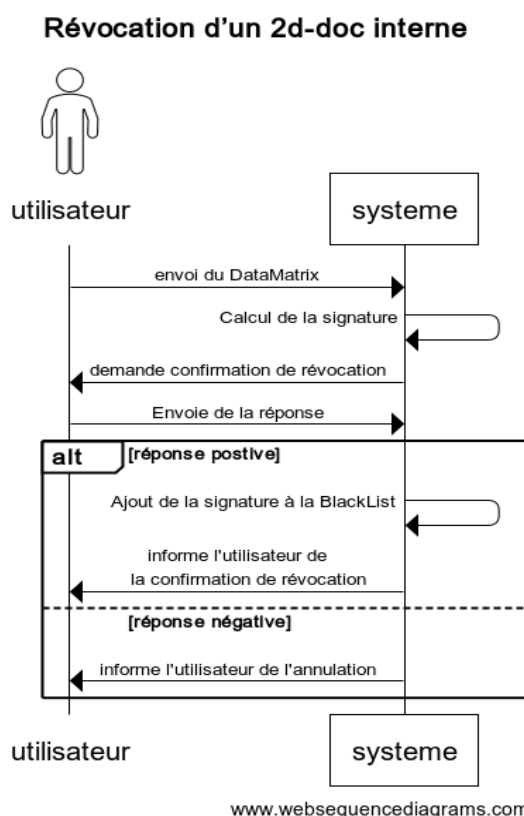 Révocation d'un 2d-doc interne
utilisateur
systeme
envoi du DataMatrix
Calcul de la signature
demande confirmation de révocation
Envoie de la réponse
alt
[réponse postive]
Ajout de la signature à la BlackList
informe l'utilisateur de
la confirmation de révocation
[réponse négative]
informe l'utilisateur de l'annulation
utilisateur
systeme
www.websequencediagrams.com